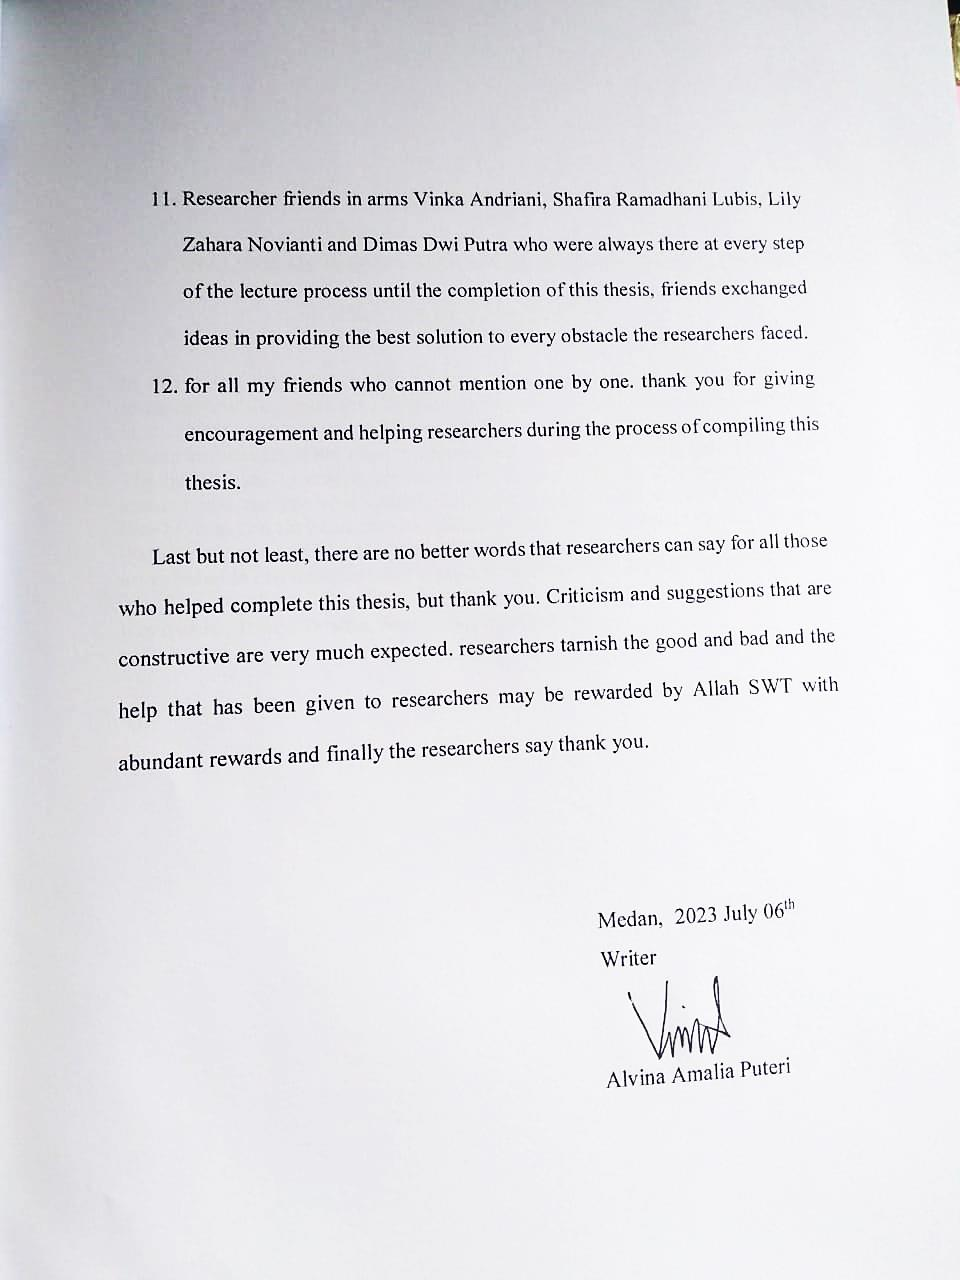 11. Researcher friends in arms Vinka Andriani, Shafira Ramadhani Lubis, Lily
Zahara Novianti and Dimas Dwi Putra who were always there at every step
of the lecture process until the completion of this thesis, friends exchanged
ideas in providing the best solution to every obstacle the researchers faced.
12. for all my friends who cannot mention one by one. thank you for giving
encouragement and helping researchers during the process of compiling this
thesis.
Last but not least, there are no better words that researchers can say for all those
who helped complete this thesis, but thank you. Criticism and suggestions that are
constructive are very much expected. researchers tarnish the good and bad and the
help that has been given to researchers may be rewarded by Allah SWT with
abundant rewards and finally the researchers say thank you.
Medan, 2023 July 06th
Writer
Alvina Amalia Puteri